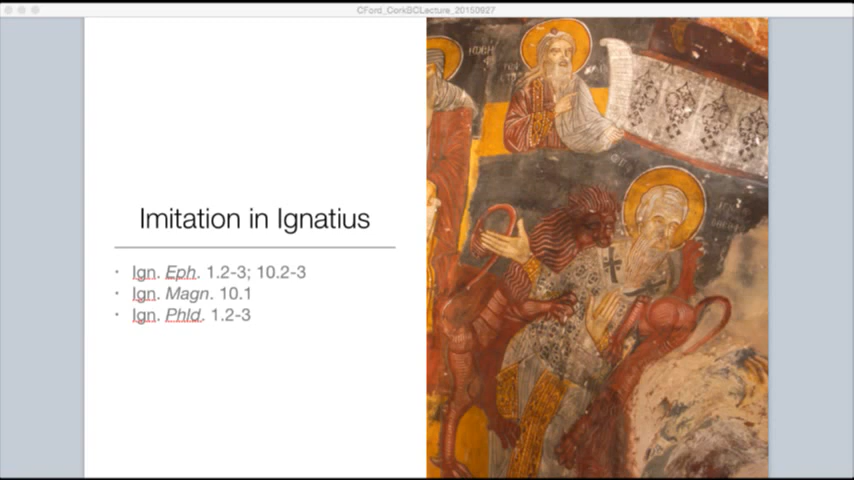 CFord_CorkBCLecture_20150927
Imitation in Ignatius
• Ign. Eph. 1.2-3; 10.2-3
• Ign. Magn. 10.1
• Ign. Phld. 1.2-3